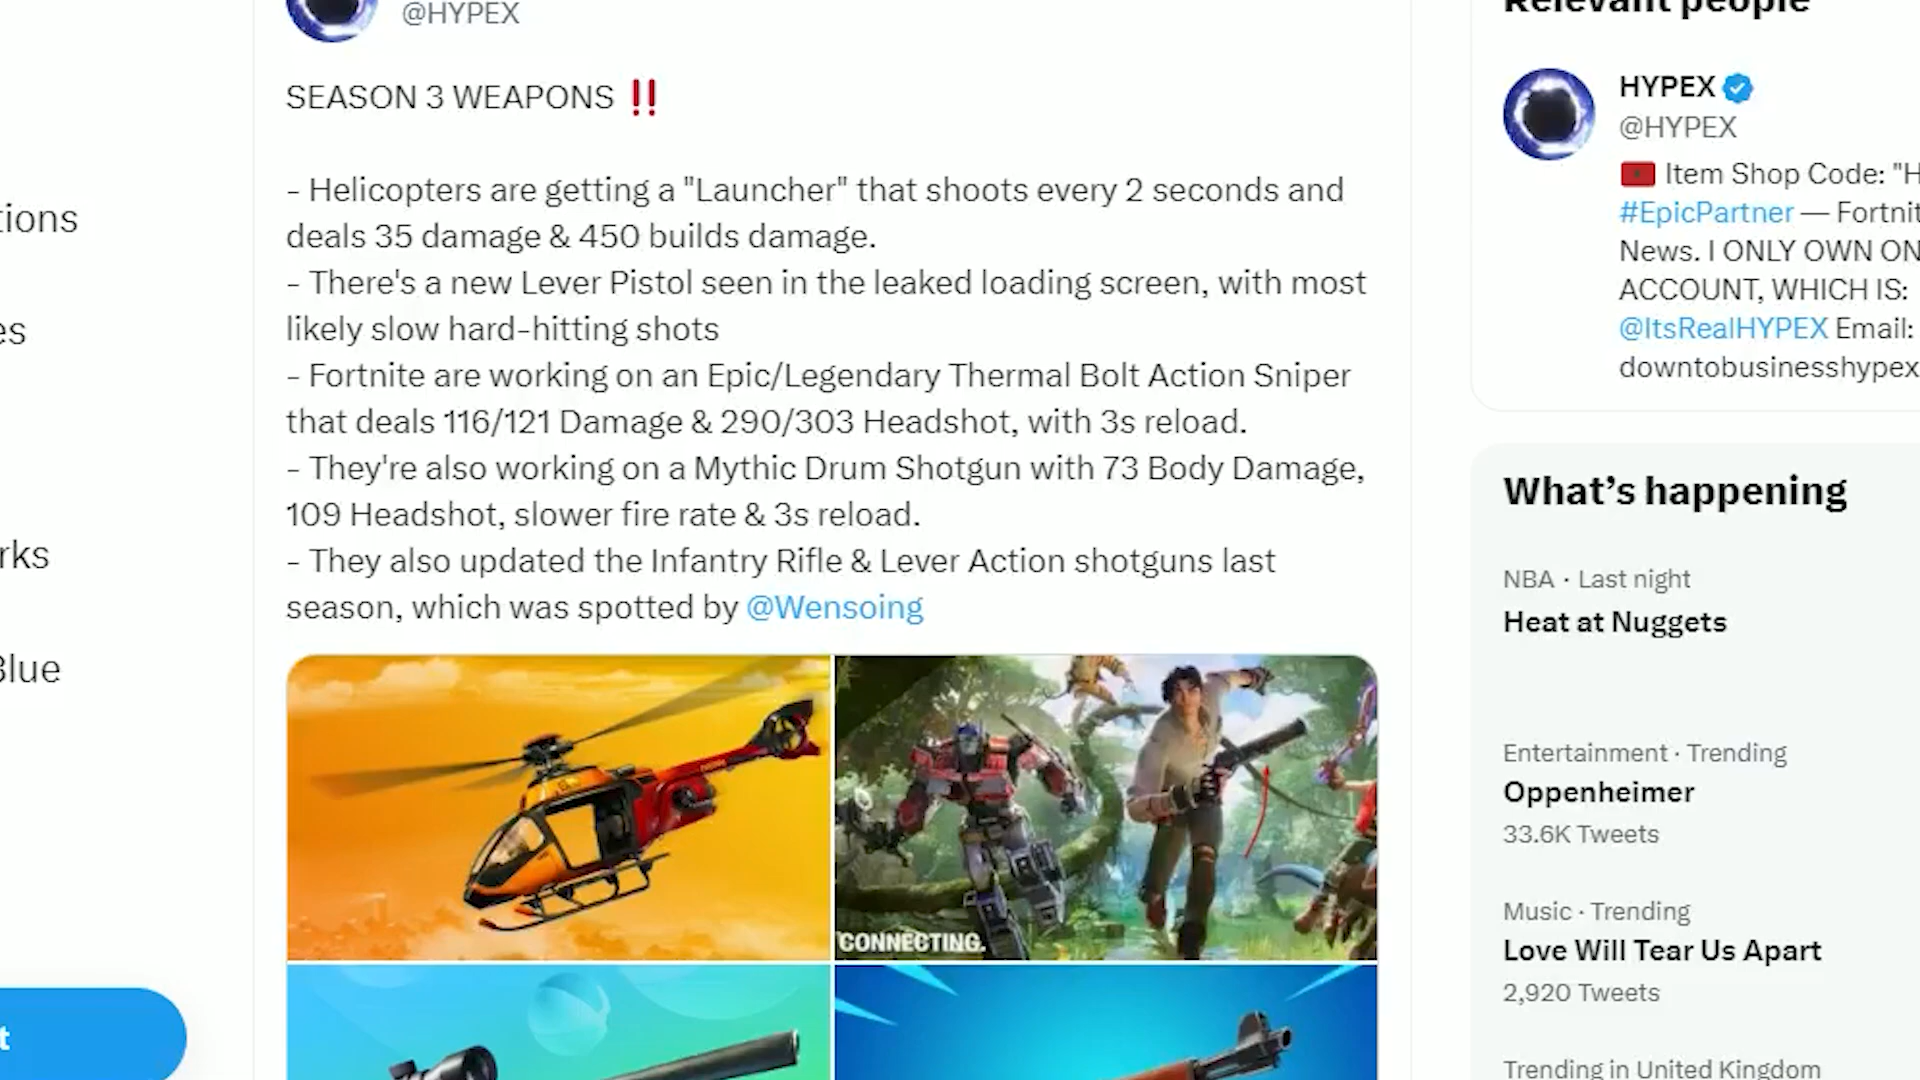 @HYPEX
SEASON 3 WEAPONS ‼
- Helicopters are getting a "Launcher" that shoots every 2 seconds and
deals 35 damage & 450 builds damage.
- There's a new Lever Pistol seen in the leaked loading screen, with most
likely slow hard-hitting shots
- Fortnite are working on an Epic/Legendary Thermal Bolt Action Sniper
that deals 116/121 Damage & 290/303 Headshot, with 3s reload.
- They're also working on a Mythic Drum Shotgun with 73 Body Damage,
109 Headshot, slower fire rate & 3s reload.
- They also updated the Infantry Rifle & Lever Action shotguns last
season, which was spotted by @Wensoing
CONNECTING.
tions
es
rks
Blue
t
Relevant people
HYPEX
@HYPEX
Item Shop Code: "H
#EpicPartner — Fortnit
News. I ONLY OWN ON
ACCOUNT, WHICH IS:
@ItsRealHYPEX Email:
downtobusinesshypex
What's happening
NBA · Last night
Heat at Nuggets
Entertainment · Trending
Oppenheimer
33.6K Tweets
Music · Trending
Love Will Tear Us Apart
2,920 Tweets
Trending in United Kingdom